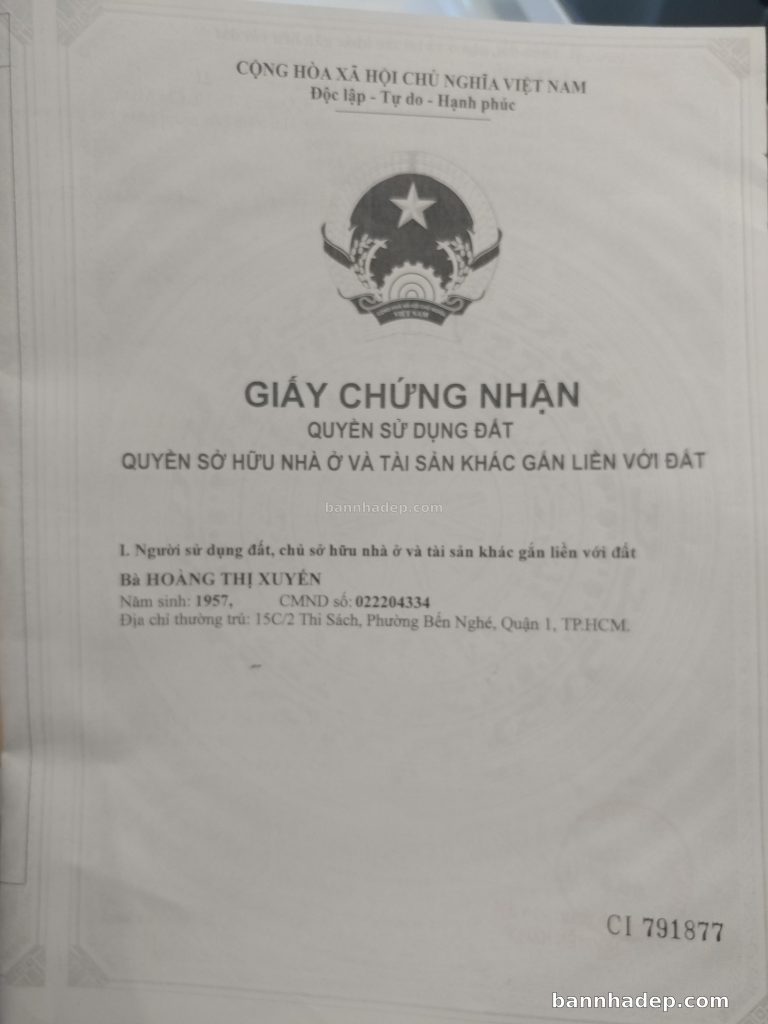 CỘNG HÒA XÃ HỘI CHỦ NGHĨA VIỆT NAM
Độc lập - Tự do - Hạnh phúc
VIỆT NAM
GIẤY CHỨNG NHẬN
QUYỀN SỬ DỤNG ĐẤT
QUYỀN SỞ HỮU NHÀ Ở VÀ TÀI SẢN KHÁC GẮN LIỀN VỚI ĐẤT
bannhadep.com
I. Người sử dụng đất, chủ sở hữu nhà ở và tài sản khác gắn liền với đất
Bà HOÀNG THỊ XUYẾN
Năm sinh: 1957, CMND số: 022204334
Địa chỉ thường trú: 15C/2 Thi Sách, Phường Bến Nghé, Quận 1, TP.HCM.
CI 791877
bannhadep.com